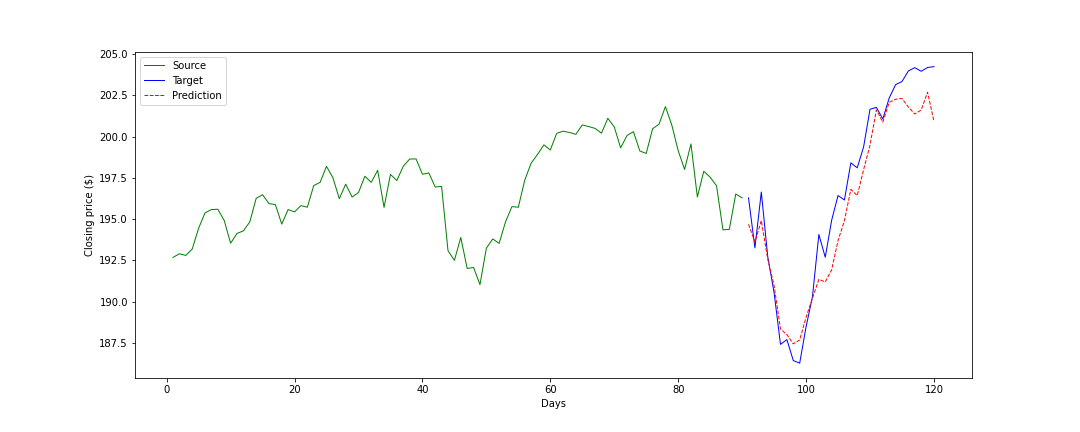 205.0
202.5
200.0
197.5
195.0
192.5
190.0
187.5
Closing price ($)
Source
Target
Prediction
0 20 40 60 80 100 120
Days